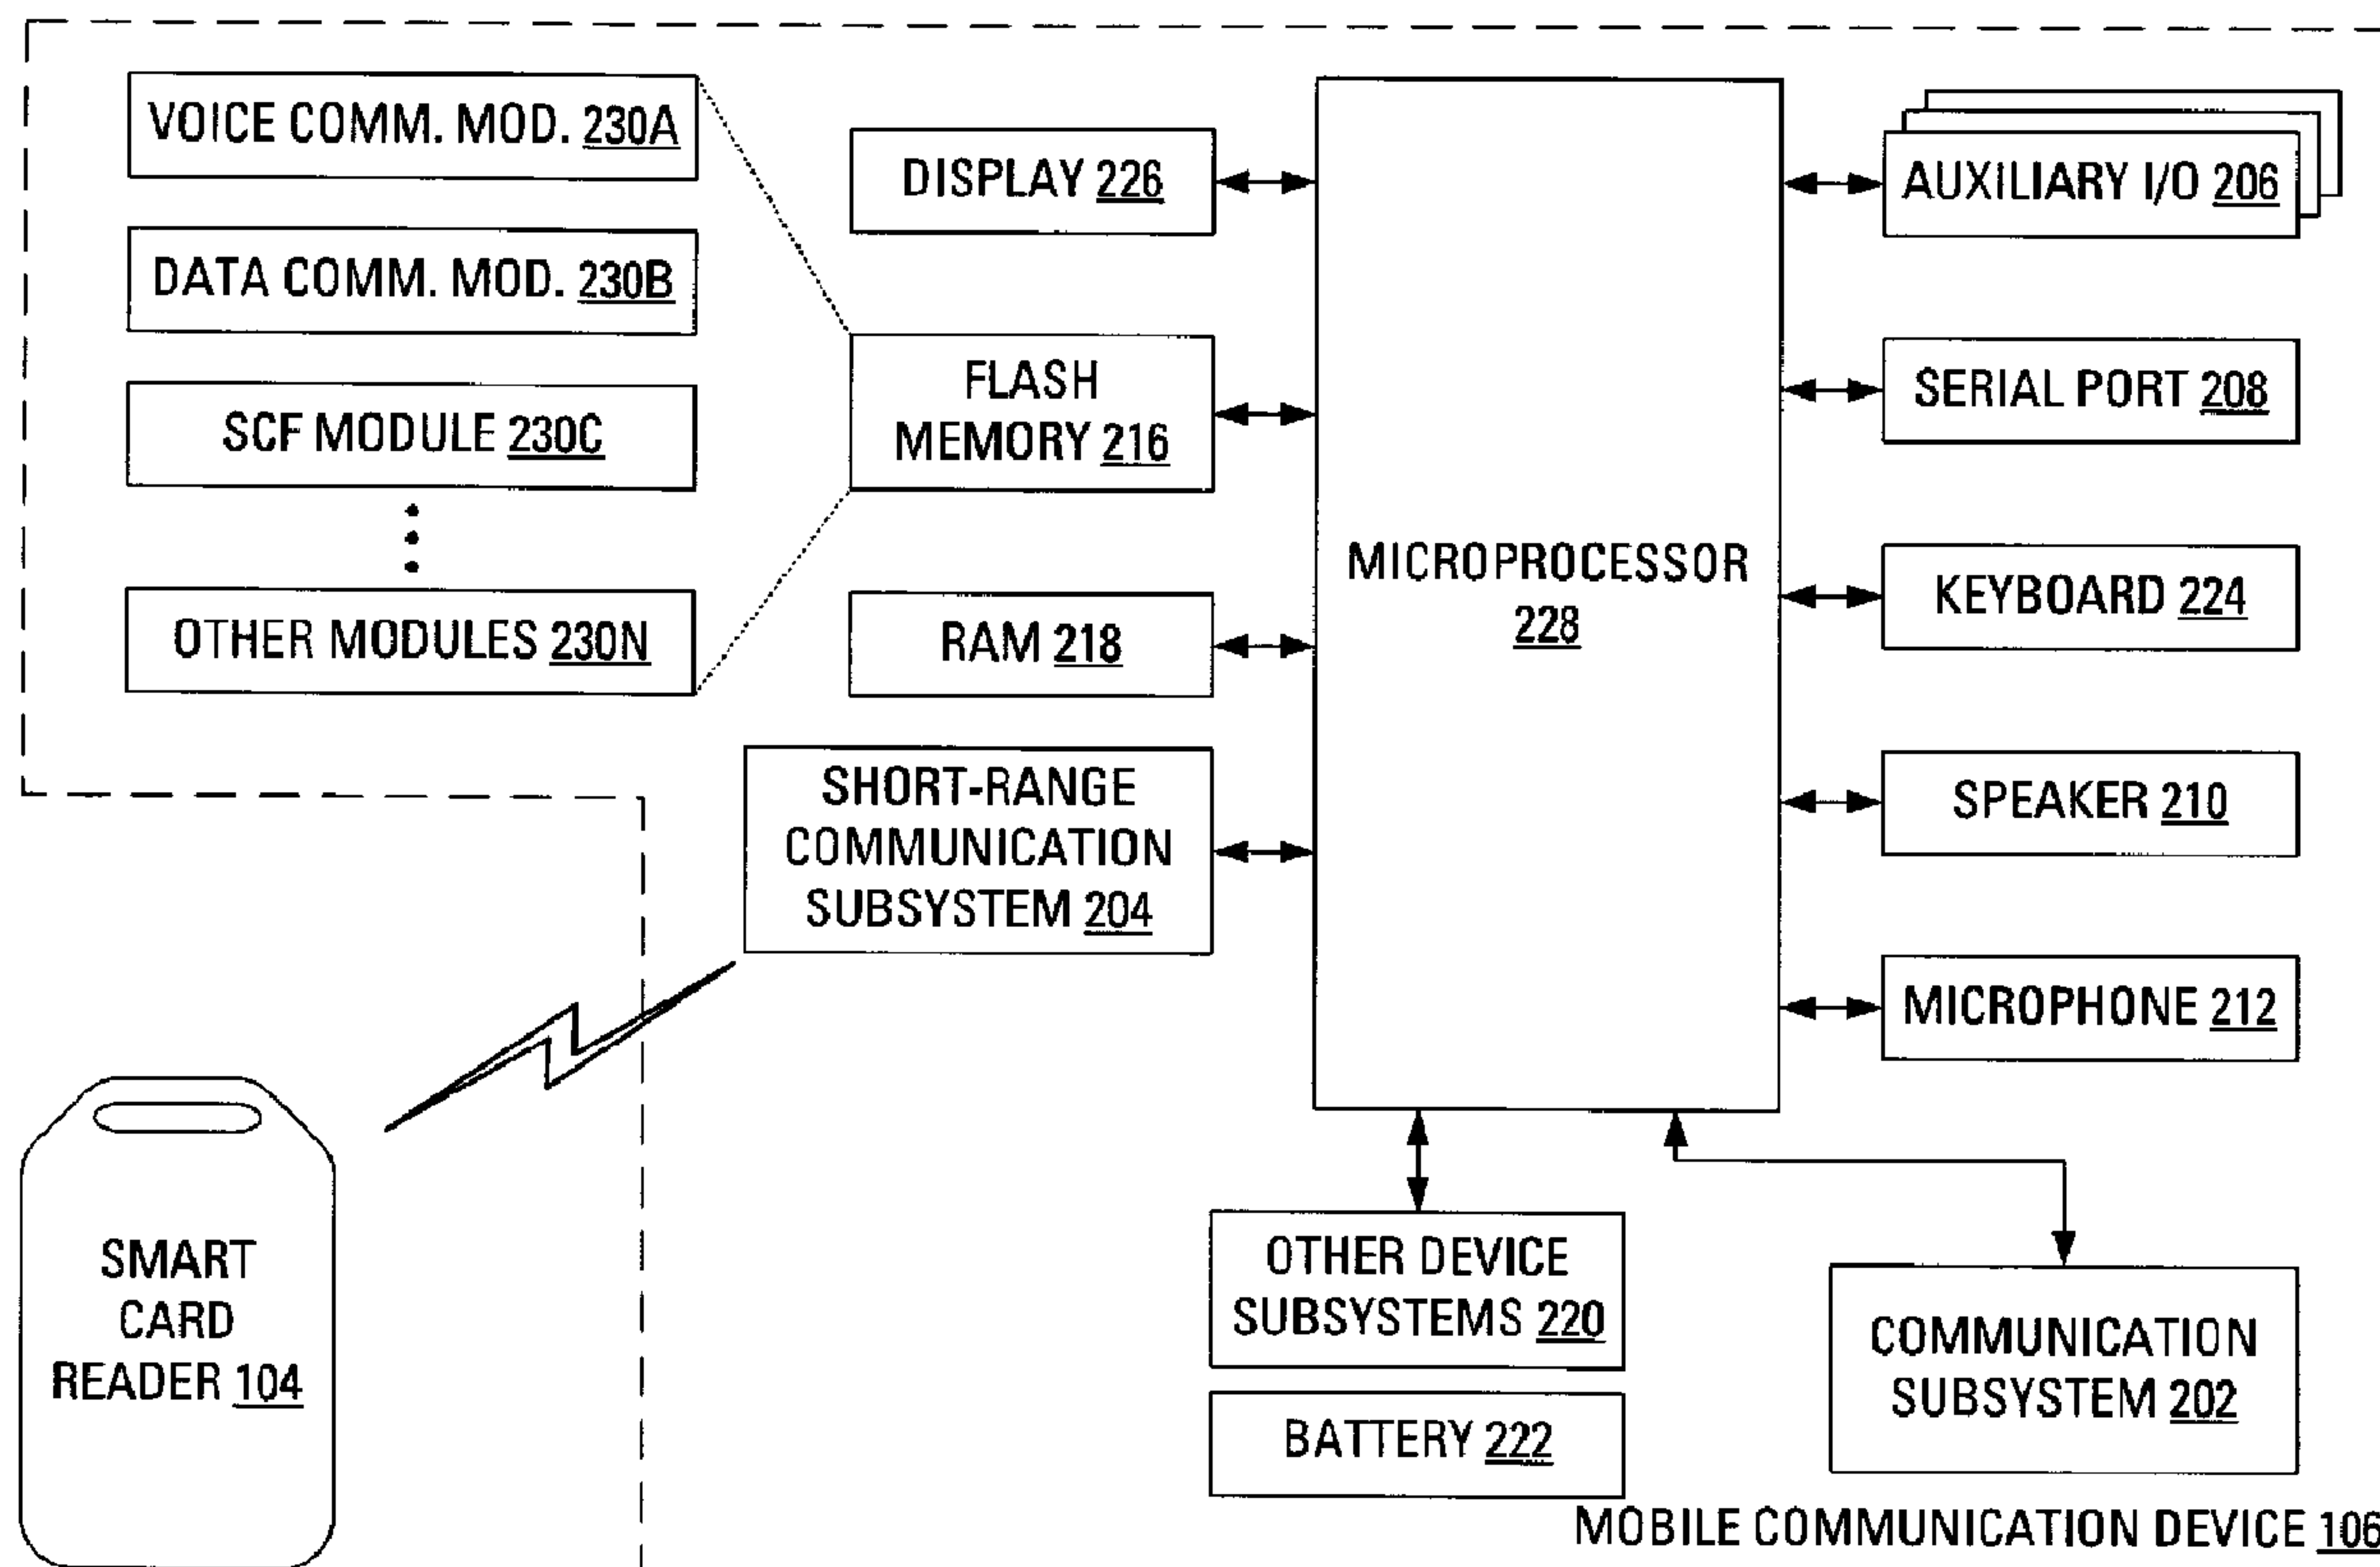 VOICE COMM. MOD. 230A
DATA COMM. MOD. 230B
SCF MODULE 230C
OTHER MODULES 230N
DISPLAY 226
FLASH
MEMORY 216
RAM 218
SHORT-RANGE
COMMUNICATION
SUBSYSTEM 204
MICROPROCESSOR
228
AUXILIARY I/O 206
SERIAL PORT 208
KEYBOARD 224
SPEAKER 210
MICROPHONE 212
SMART
CARD
READER 104
OTHER DEVICE
SUBSYSTEMS 220
BATTERY 222
COMMUNICATION
SUBSYSTEM 202
MOBILE COMMUNICATION DEVICE 106